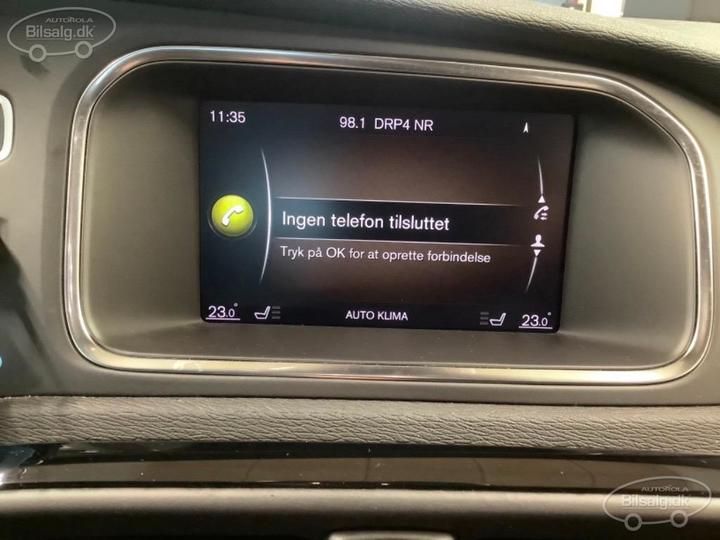 AUTOROLA
Bilsalg.dk
11:35
98.1 DRP4 NR
Ingen telefon tilsluttet
Tryk på OK for at oprette forbindelse
23.0°
AUTO KLIMA
23.0°
AUTOROLA
Bilsalg.dk